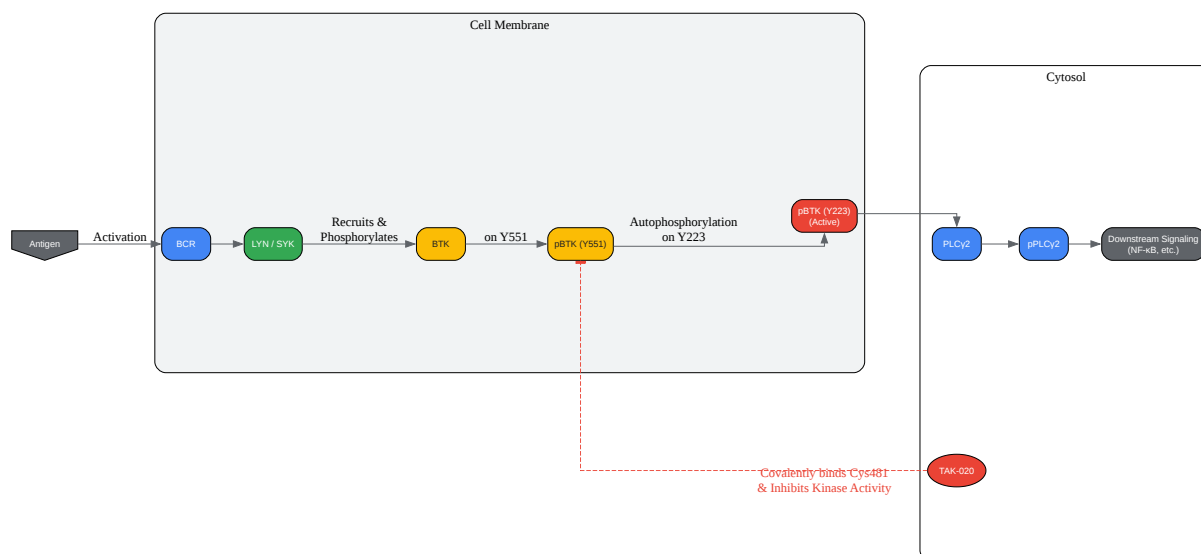 Cell Membrane
Cytosol
Antigen
Activation
BCR
LYN / SYK
Recruits &
Phosphorylates
BTK
on Y551
pBTK (Y551)
Autophosphorylation
on Y223
pBTK (Y223)
(Active)
PLCγ2
pPLCγ2
Downstream Signaling
(NF-κB, etc.)
Covalently binds Cys481
& Inhibits Kinase Activity
TAK-020